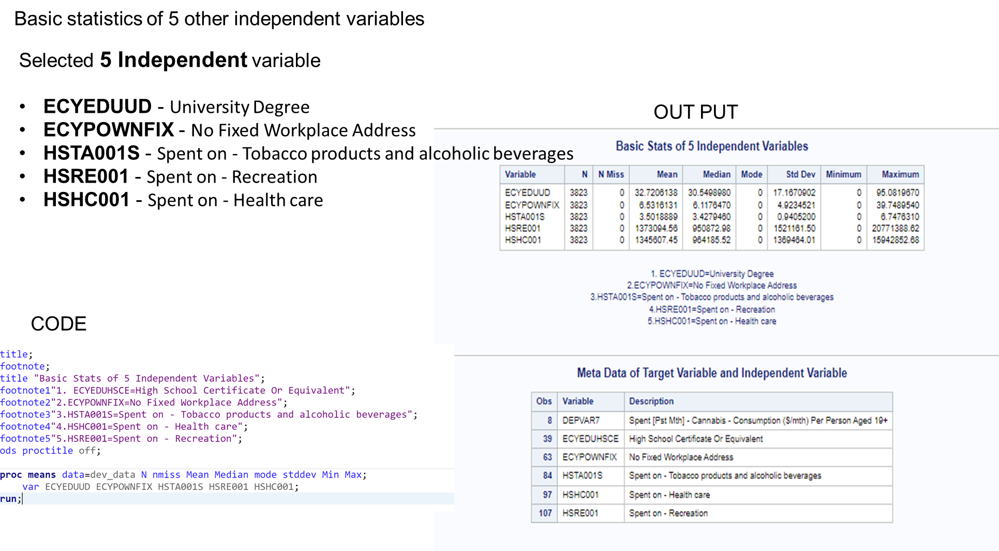 Basic statistics of 5 other independent variables
Selected 5 Independent variable
• ECYEDUUD - University Degree
• ECYPOWNFIX - No Fixed Workplace Address
• HSTA001S - Spent on - Tobacco products and alcoholic beverages
• HSRE001 - Spent on - Recreation
• HSHC001 - Spent on - Health care
OUT PUT
Basic Stats of 5 Independent Variables
Variable N N Miss Mean Median Mode Std Dev Minimum Maximum
ECYEDUUD 3823 0 32.7206138 30.5498980 0 17.1670902 0 95.0819670
ECYPOWNFIX 3823 0 6.5316131 6.1176470 0 4.9234521 0 39.7489540
HSTA001S 3823 0 3.5018889 3.4279460 0 0.9405200 0 6.7476310
HSRE001 3823 0 1373094.56 950872.98 0 1521161.50 0 20771388.62
HSHC001 3823 0 1345607.45 964185.52 0 1369464.01 0 15942852.68
1. ECYEDUUD=University Degree
2.ECYPOWNFIX=No Fixed Workplace Address
3.HSTA001S=Spent on - Tobacco products and alcoholic beverages
4.HSRE001=Spent on - Recreation
5.HSHC001=Spent on - Health care
CODE
title;
footnote;
title "Basic Stats of 5 Independent Variables";
footnote1"1. ECYEDUHSCE=High School Certificate Or Equivalent";
footnote2"2.ECYPOWNFIX=No Fixed Workplace Address";
footnote3"3.HSTA001S=Spent on - Tobacco products and alcoholic beverages";
footnote4"4.HSHC001=Spent on - Health care";
footnote5"5.HSRE001=Spent on - Recreation";
ods proctitle off;
proc means data=dev_data N nmiss Mean Median mode stddev Min Max;
var ECYEDUUD ECYPOWNFIX HSTA001S HSRE001 HSHC001;
run;
Meta Data of Target Variable and Independent Variable
Obs Variable Description
8 DEPVAR7 Spent [Pst Mth] - Cannabis - Consumption ($/mth) Per Person Aged 19+
39 ECYEDUHSCE High School Certificate Or Equivalent
63 ECYPOWNFIX No Fixed Workplace Address
84 HSTA001S Spent on - Tobacco products and alcoholic beverages
97 HSHC001 Spent on - Health care
107 HSRE001 Spent on - Recreation